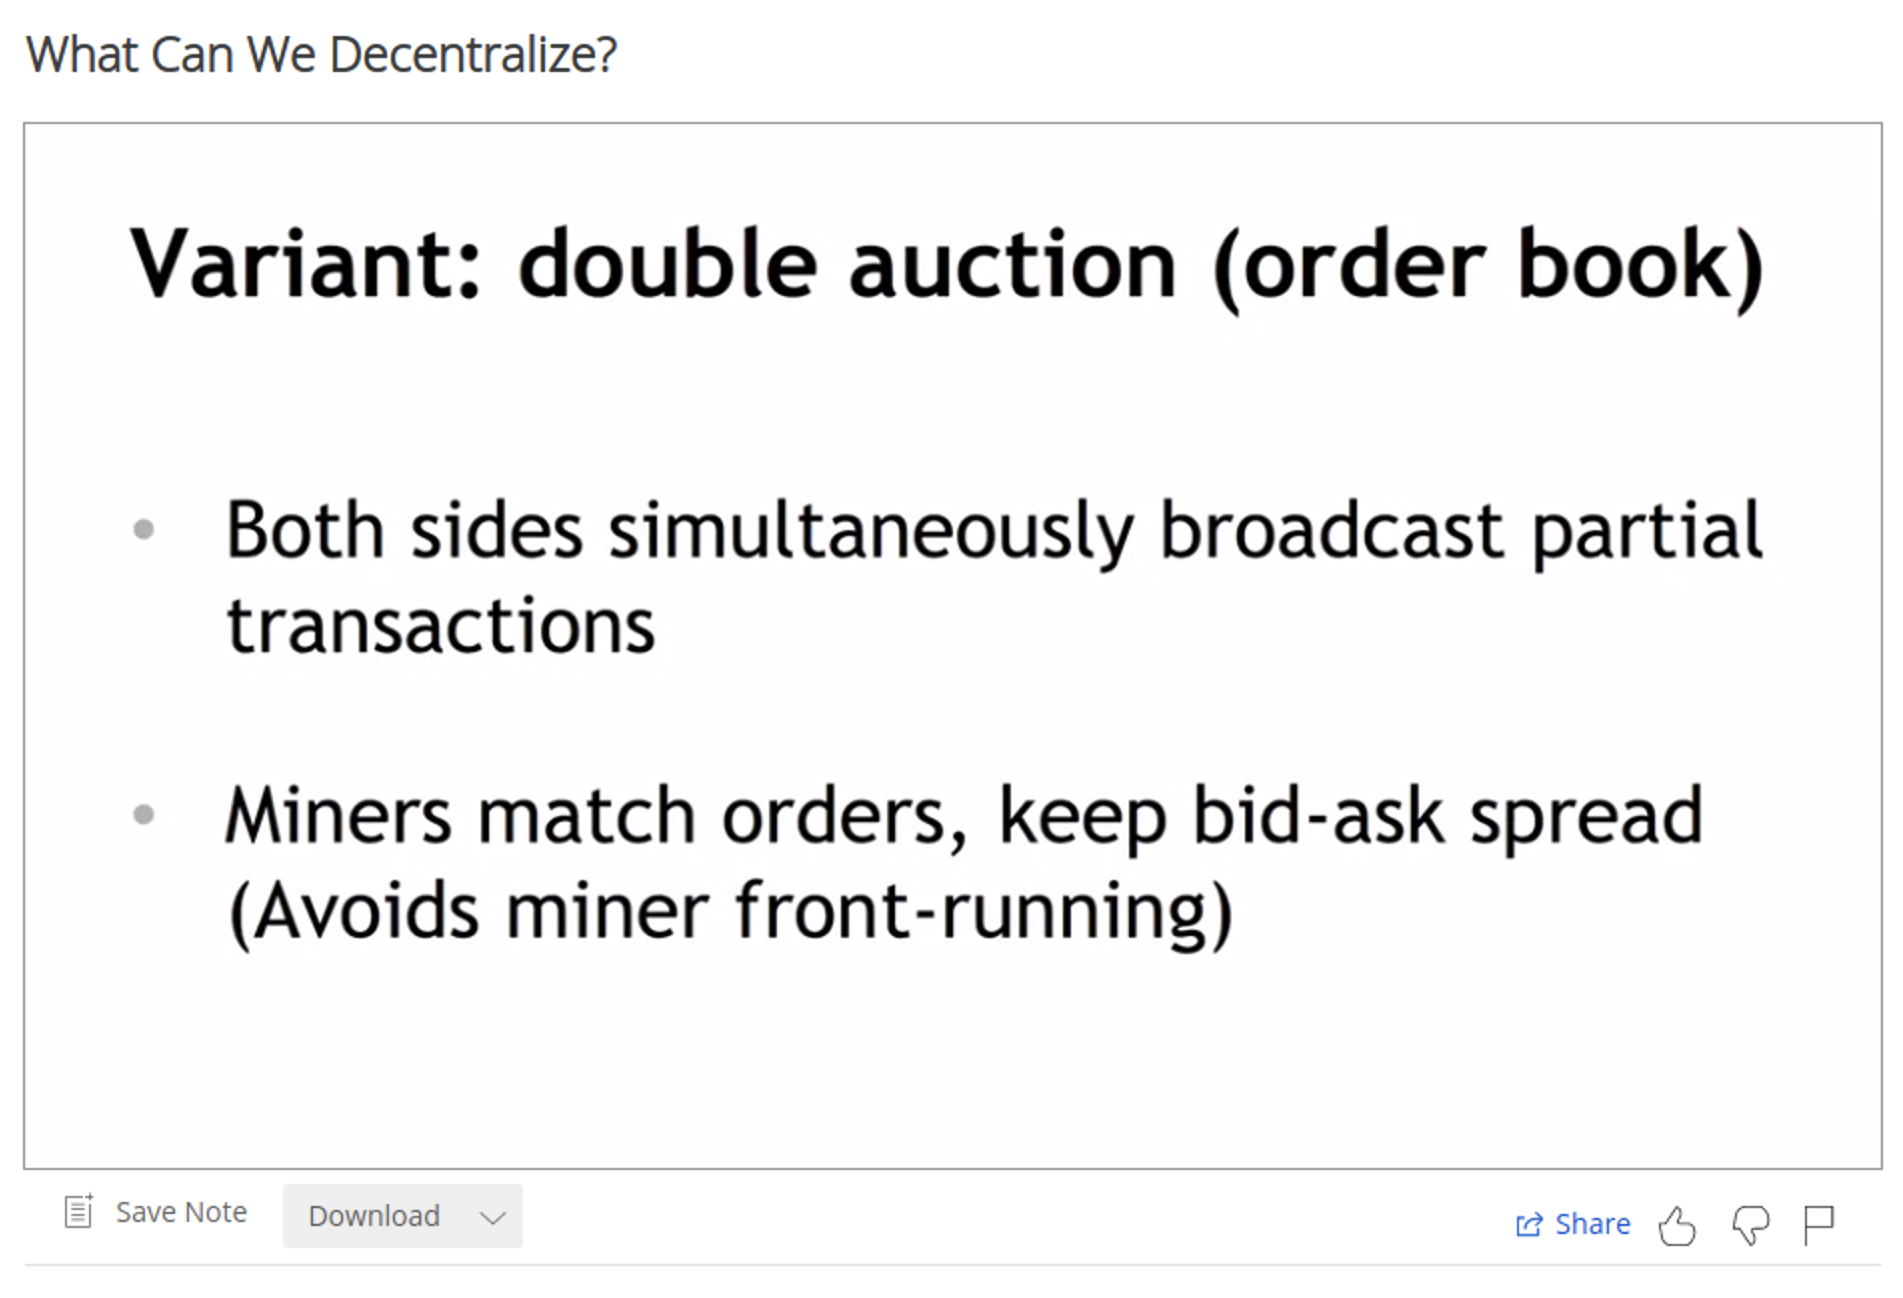 What Can We Decentralize?
Variant: double auction (order book)
Both sides simultaneously broadcast partial
transactions
Miners match orders, keep bid-ask spread
(Avoids miner front-running)
Save Note
Download
Share